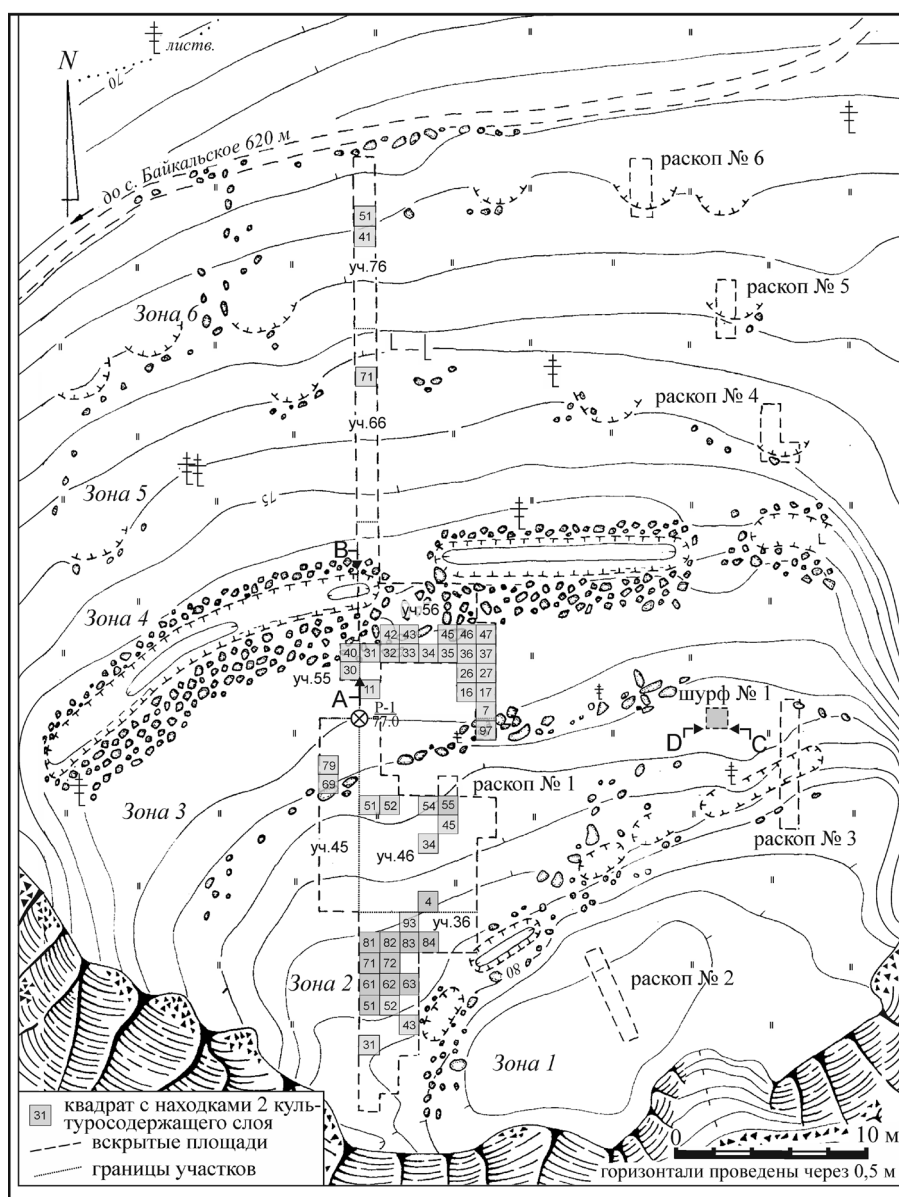 N
листв.
70
до с. Байкальское 620 м
раскоп № 6
51
41
уч.76
раскоп № 5
Зона 6
71
уч.66
раскоп № 4
Зона 5
75
B
Зона 4
уч.56
42 43 45 46 47
40 31 32 33 34 35 36 37
30 26 27
уч.55
11 16 17
A
7
P-1
77.0
97
шурф № 1
D C
79
69
раскоп № 1
Зона 3
51 52 54 55
45
34
уч.45
уч.46
раскоп № 3
4
93
уч.36
81 82 83 84
71 72
61 62 63
51 52
43
31
Зона 2
80
раскоп № 2
Зона 1
31 квадрат с находками 2 куль-
туросодержащего слоя
вскрытые площади
границы участков
0 10 м
горизонтали проведены через 0,5 м